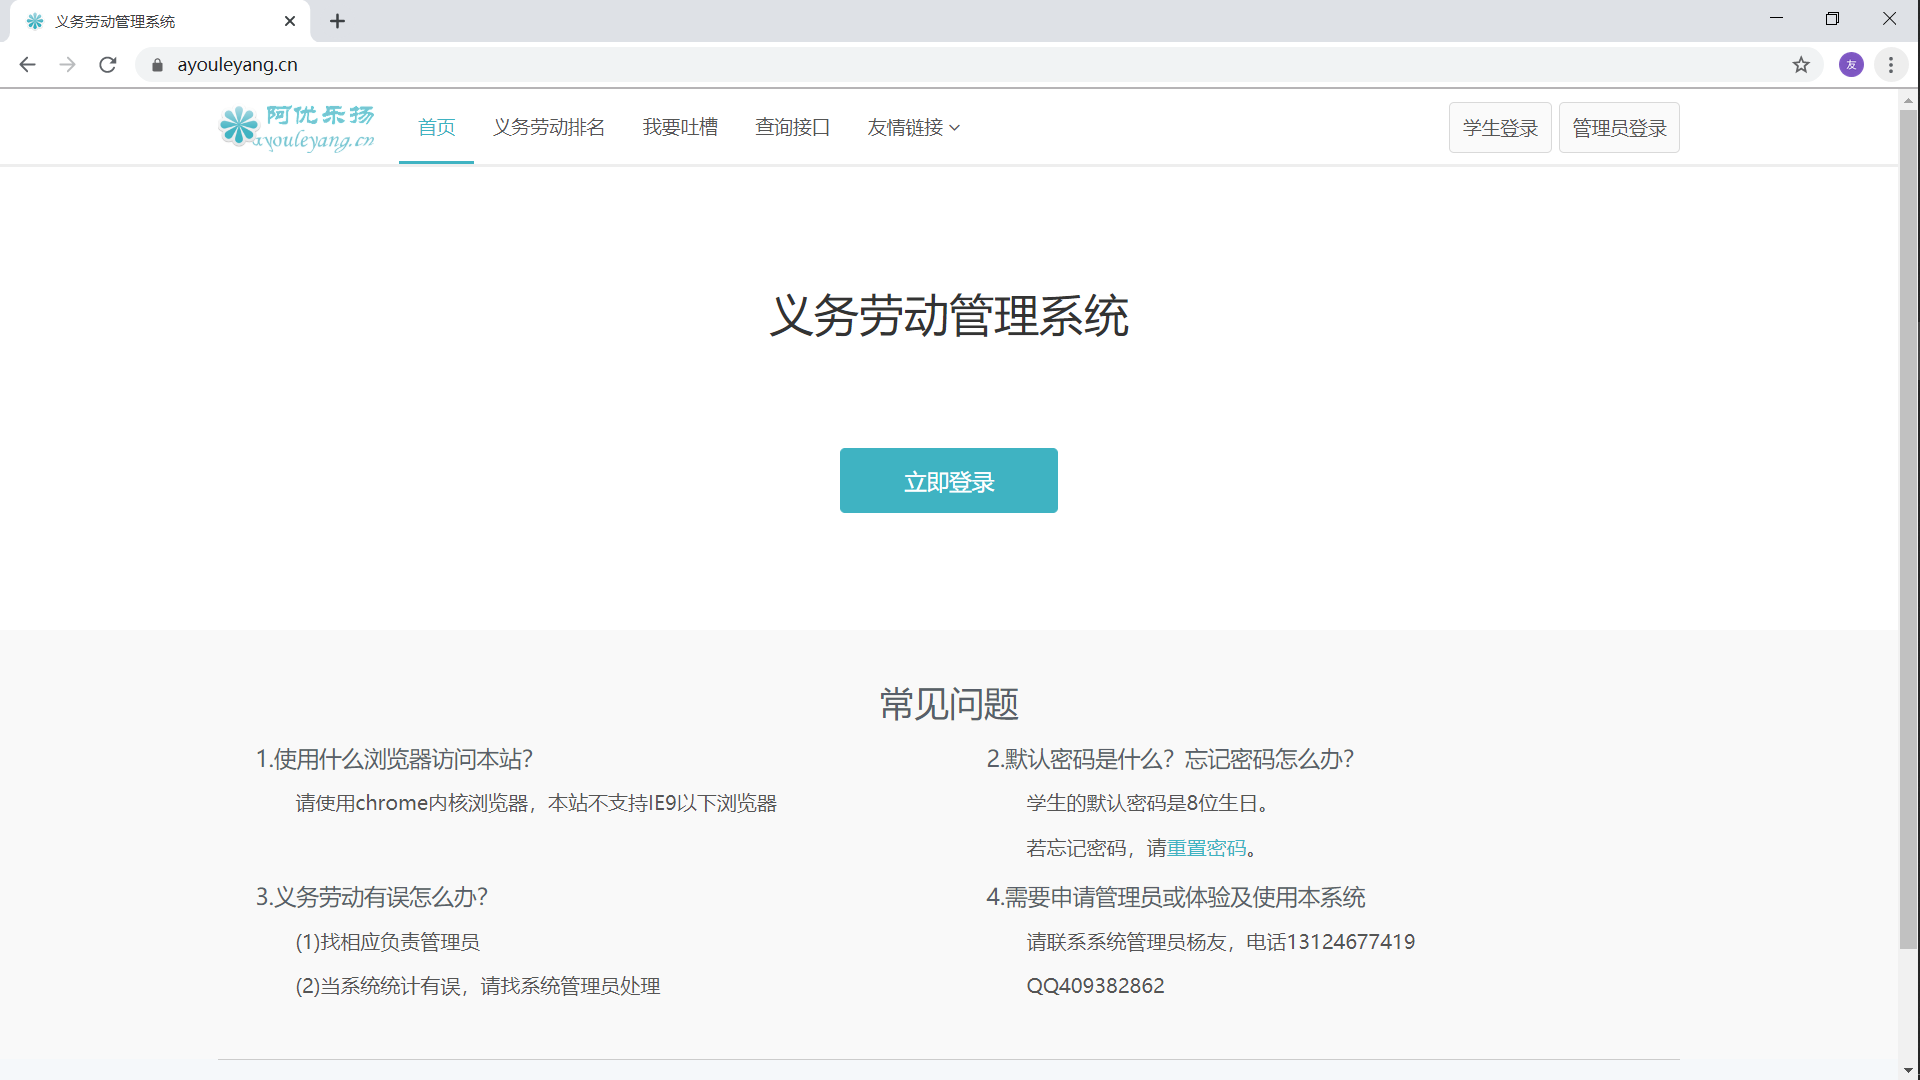 义务劳动管理系统
ayouleyang.cn
友
阿优乐扬
ayouleyang.cn
首页
义务劳动排名
我要吐槽
查询接口
友情链接
学生登录
管理员登录
义务劳动管理系统
立即登录
常见问题
1.使用什么浏览器访问本站?
请使用chrome内核浏览器，本站不支持IE9以下浏览器
2.默认密码是什么？忘记密码怎么办?
学生的默认密码是8位生日。
若忘记密码，请重置密码。
3.义务劳动有误怎么办?
(1)找相应负责管理员
(2)当系统统计有误，请找系统管理员处理
4.需要申请管理员或体验及使用本系统
请联系系统管理员杨友，电话13124677419
QQ409382862